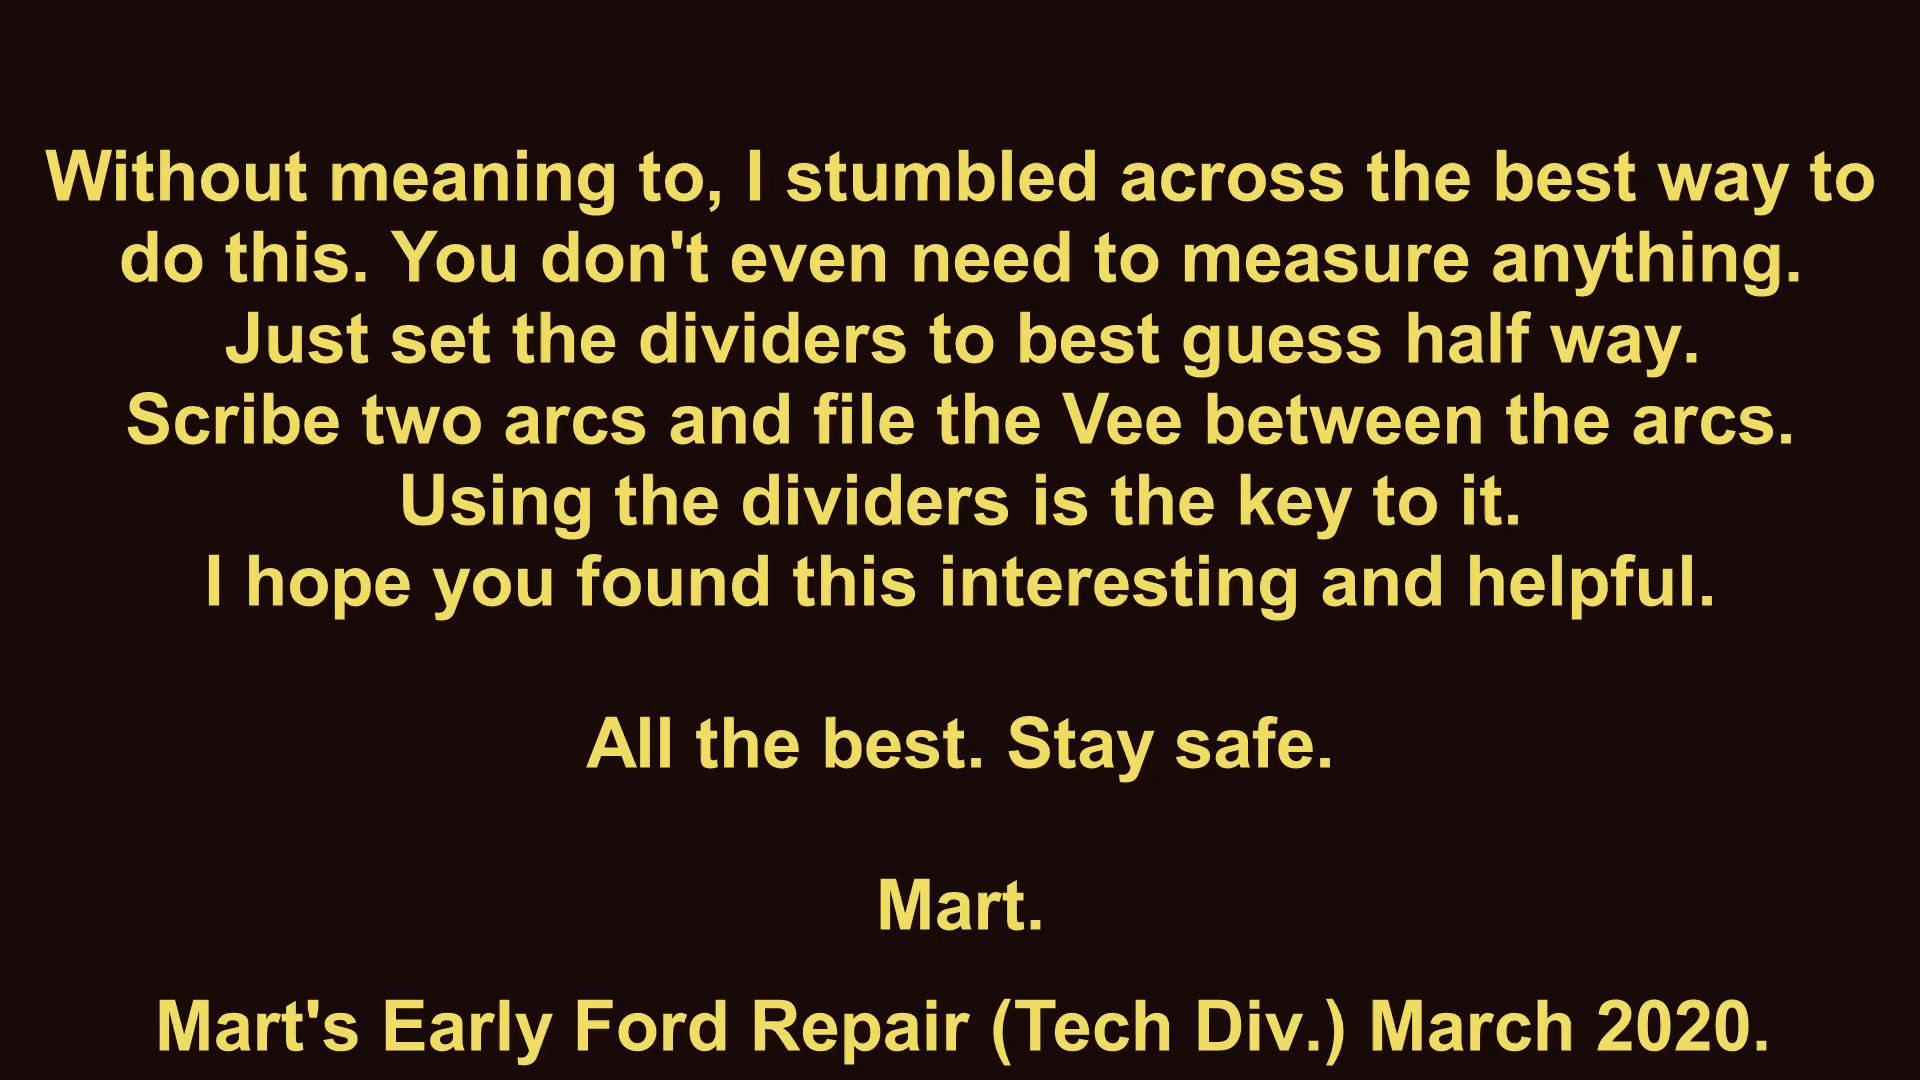 Without meaning to, I stumbled across the best way to
do this. You don't even need to measure anything.
Just set the dividers to best guess half way.
Scribe two arcs and file the Vee between the arcs.
Using the dividers is the key to it.
I hope you found this interesting and helpful.
All the best. Stay safe.
Mart.
Mart's Early Ford Repair (Tech Div.) March 2020.